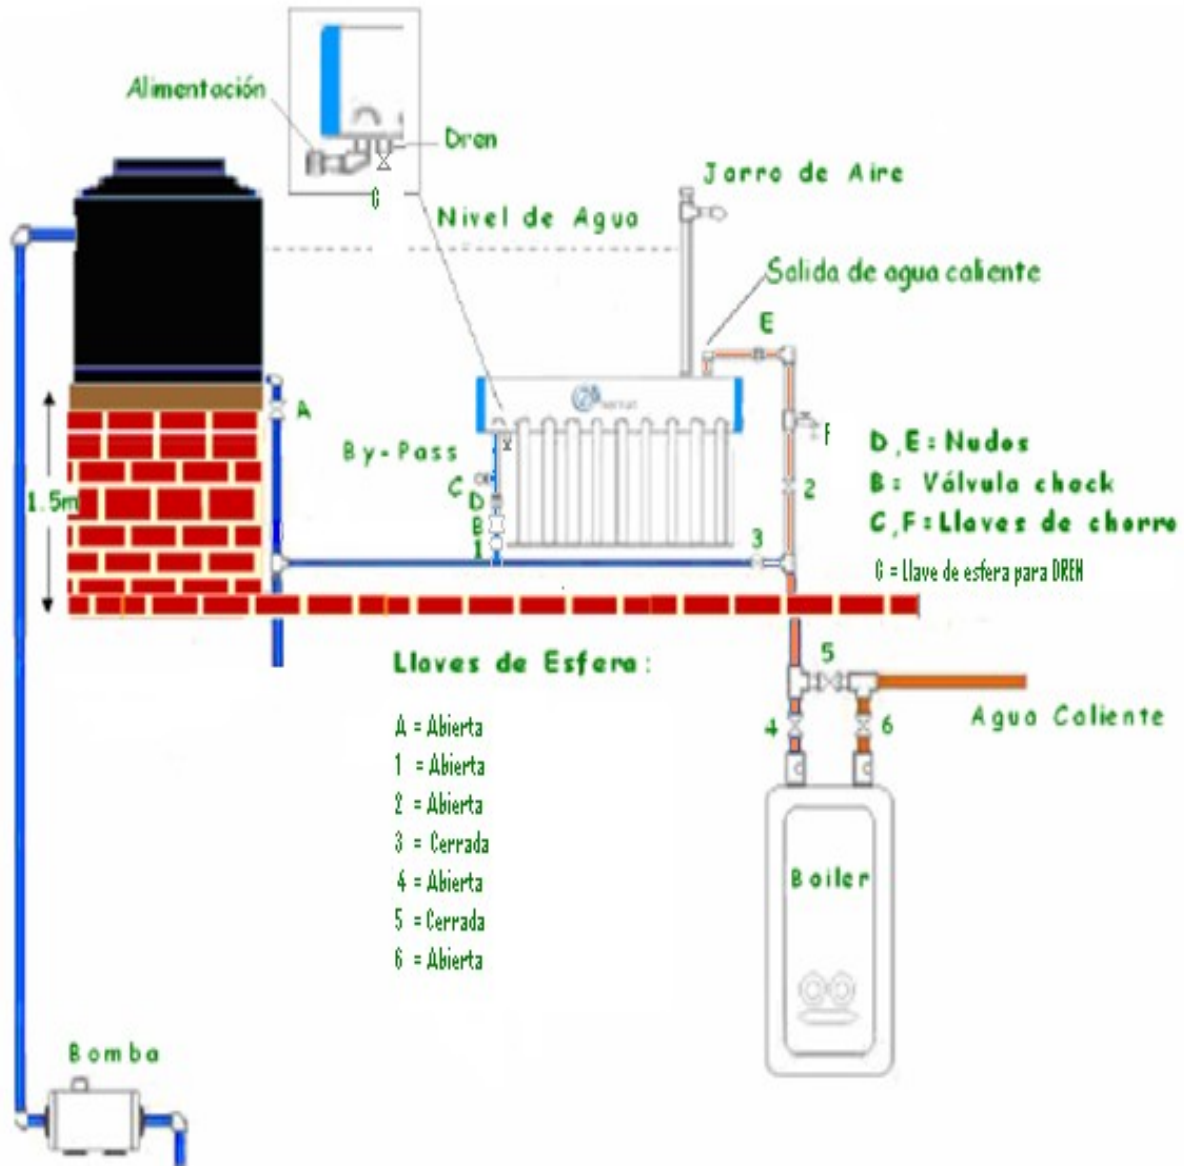 Alimentación
Dren
G
Jarro de Aire
Nivel de Agua
Salida de agua caliente
E
A
By-Pass
F
C
D
B
1
2
3
1.5m
D,E: Nudos
B: Válvula chack
C,F: Llaves de chorro
G = Llave de esfera para DREN
Llaves de Esfera:
A = Abierta
1 = Abierta
2 = Abierta
3 = Cerrada
4 = Abierta
5 = Cerrada
6 = Abierta
5
4
6
Agua Caliente
Boiler
Bomba